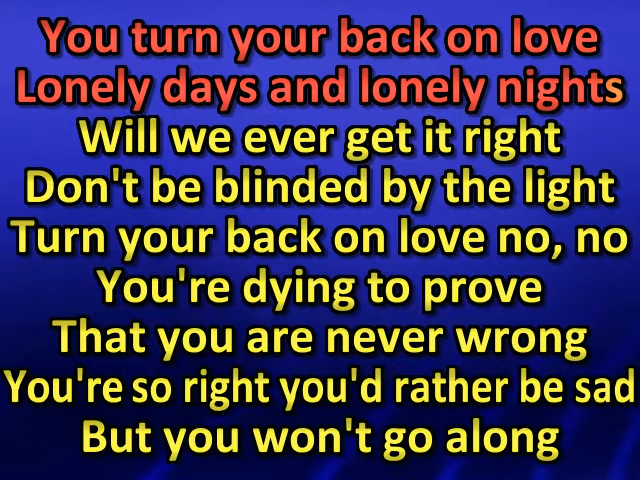 You turn your back on love
Lonely days and lonely nights
Will we ever get it right
Don't be blinded by the light
Turn your back on love no, no
You're dying to prove
That you are never wrong
You're so right you'd rather be sad
But you won't go along